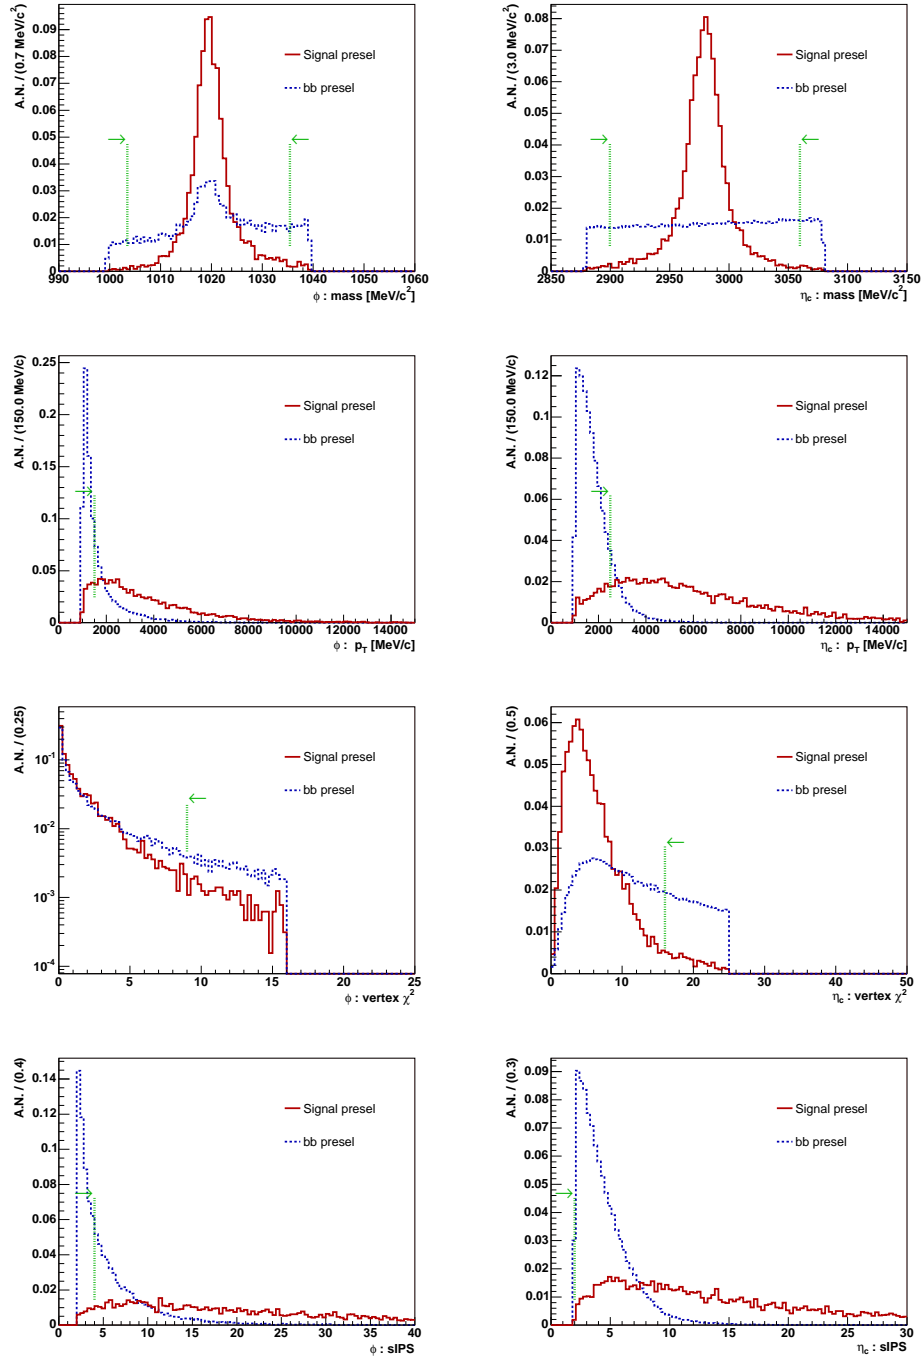 A.N. / (0.7 MeV/c²)
0.09
0.08
0.07
0.06
0.05
0.04
0.03
0.02
0.01
0
Signal presel
bb presel
990 1000 1010 1020 1030 1040 1050 1060
ϕ : mass [MeV/c²]
A.N. / (3.0 MeV/c²)
0.08
0.07
0.06
0.05
0.04
0.03
0.02
0.01
0
Signal presel
bb presel
2850 2900 2950 3000 3050 3100 3150
η_c : mass [MeV/c²]
A.N. / (150.0 MeV/c)
0.25
0.2
0.15
0.1
0.05
0
Signal presel
bb presel
0 2000 4000 6000 8000 10000 12000 14000
ϕ : p_T [MeV/c]
A.N. / (150.0 MeV/c)
0.12
0.1
0.08
0.06
0.04
0.02
0
Signal presel
bb presel
0 2000 4000 6000 8000 10000 12000 14000
η_c : p_T [MeV/c]
A.N. / (0.25)
10⁻¹
10⁻²
10⁻³
10⁻⁴
Signal presel
bb presel
0 5 10 15 20 25
ϕ : vertex χ²
A.N. / (0.5)
0.06
0.05
0.04
0.03
0.02
0.01
0
Signal presel
bb presel
0 10 20 30 40 50
η_c : vertex χ²
A.N. / (0.4)
0.14
0.12
0.1
0.08
0.06
0.04
0.02
0
Signal presel
bb presel
0 5 10 15 20 25 30 35 40
ϕ : sIPS
A.N. / (0.3)
0.09
0.08
0.07
0.06
0.05
0.04
0.03
0.02
0.01
0
Signal presel
bb presel
0 5 10 15 20 25 30
η_c : sIPS